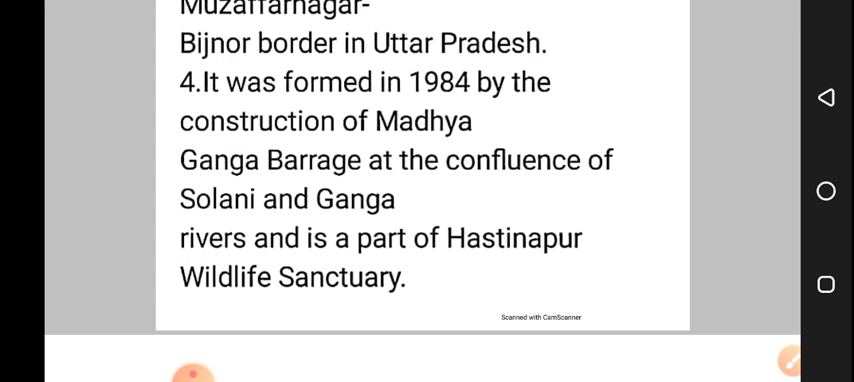 Muzaffarnagar-
Bijnor border in Uttar Pradesh.
4.It was formed in 1984 by the
construction of Madhya
Ganga Barrage at the confluence of
Solani and Ganga
rivers and is a part of Hastinapur
Wildlife Sanctuary.
Scanned with CamScanner